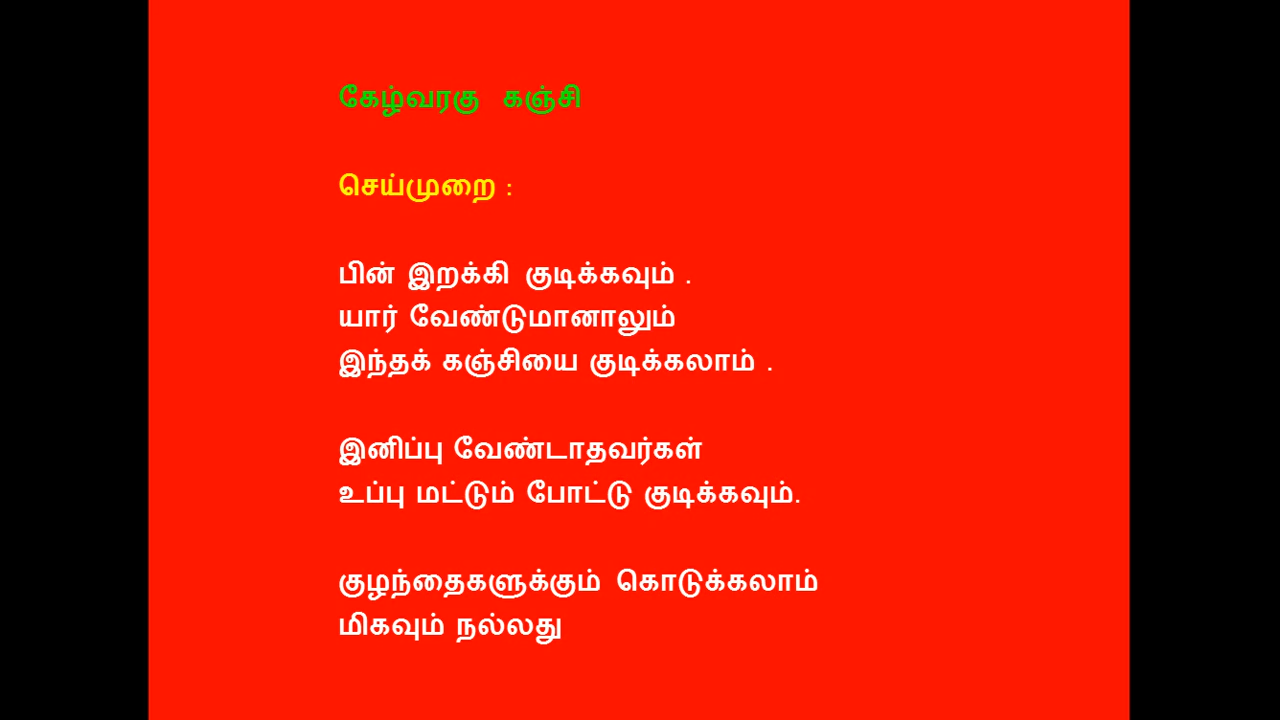 கேழ்வரகு கஞ்சி
செய்முறை :
பின் இறக்கி குடிக்கவும் .
யார் வேண்டுமானாலும்
இந்தக் கஞ்சியை குடிக்கலாம் .
இனிப்பு வேண்டாதவர்கள்
உப்பு மட்டும் போட்டு குடிக்கவும்.
குழந்தைகளுக்கும் கொடுக்கலாம்
மிகவும் நல்லது